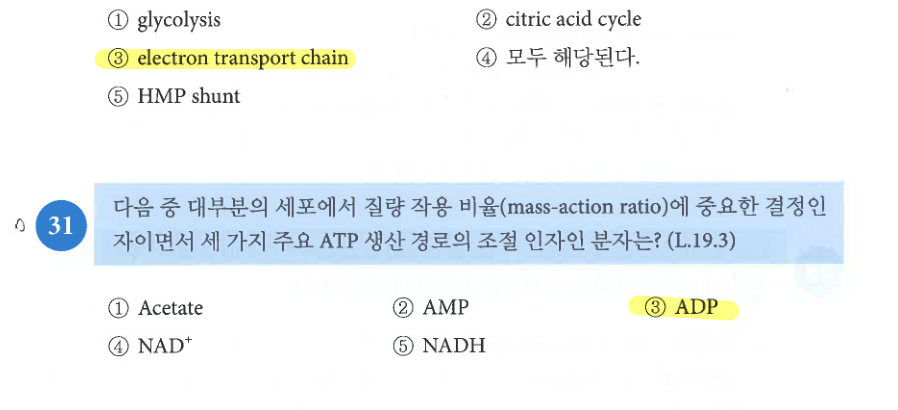 ① glycolysis ② citric acid cycle
③ electron transport chain ④ 모두 해당된다.
⑤ HMP shunt
31 다음 중 대부분의 세포에서 질량 작용 비율(mass-action ratio)에 중요한 결정인
자이면서 세 가지 주요 ATP 생산 경로의 조절 인자인 분자는? (L.19.3)
① Acetate ② AMP ③ ADP
④ NAD⁺ ⑤ NADH